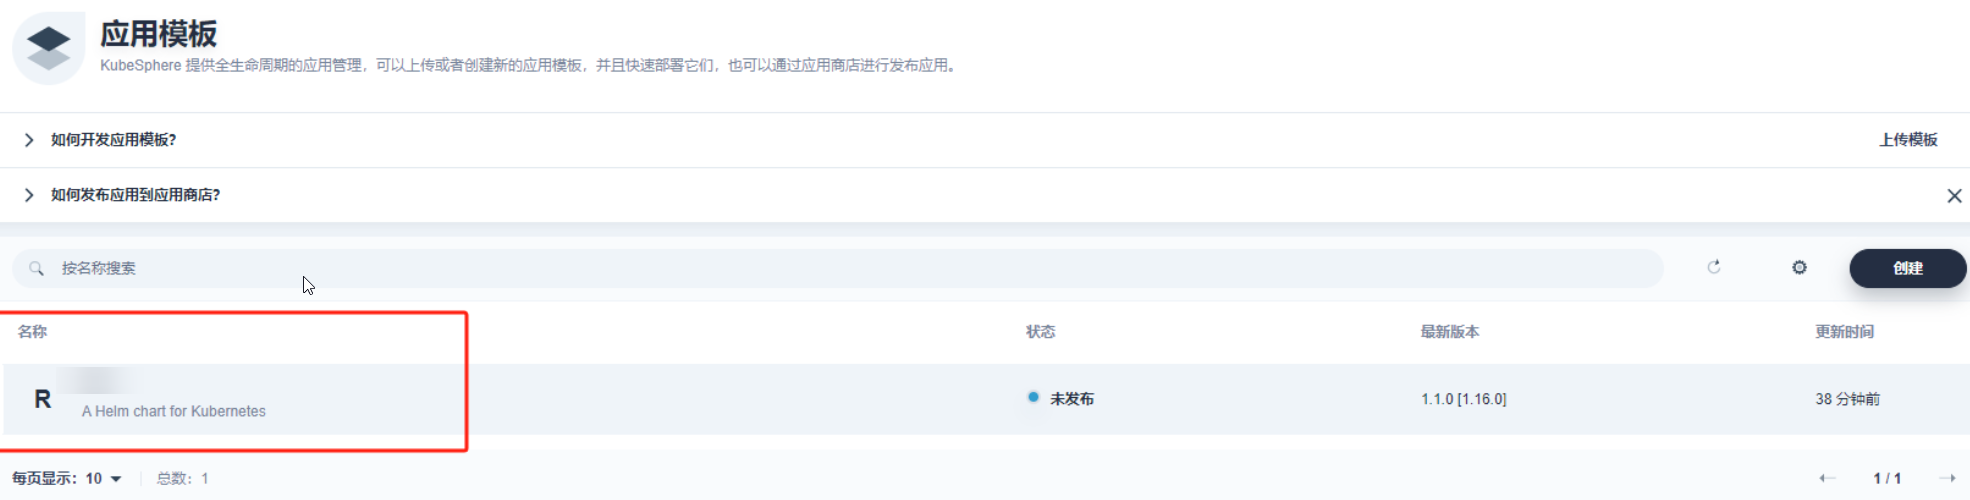 应用模板
KubeSphere 提供全生命周期的应用管理，可以上传或者创建新的应用模板，并且快速部署它们，也可以通过应用商店进行发布应用。
如何开发应用模板?
上传模板
如何发布应用到应用商店?
按名称搜索
创建
名称 状态 最新版本 更新时间
R
A Helm chart for Kubernetes
未发布 1.1.0 [1.16.0] 38 分钟前
每页显示: 10 总数: 1
1 / 1